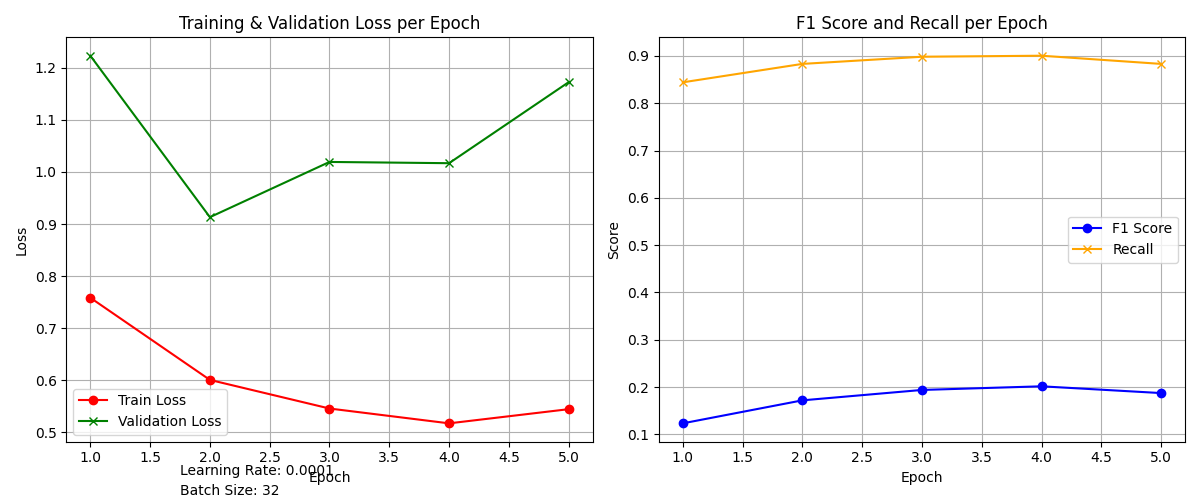 Training & Validation Loss per Epoch
1.2
1.1
1.0
0.9
0.8
0.7
0.6
0.5
Loss
Train Loss
Validation Loss
1.0 1.5 2.0 2.5 3.0 3.5 4.0 4.5 5.0
Epoch
Learning Rate: 0.0001
Batch Size: 32
F1 Score and Recall per Epoch
0.9
0.8
0.7
0.6
0.5
0.4
0.3
0.2
0.1
Score
F1 Score
Recall
1.0 1.5 2.0 2.5 3.0 3.5 4.0 4.5 5.0
Epoch